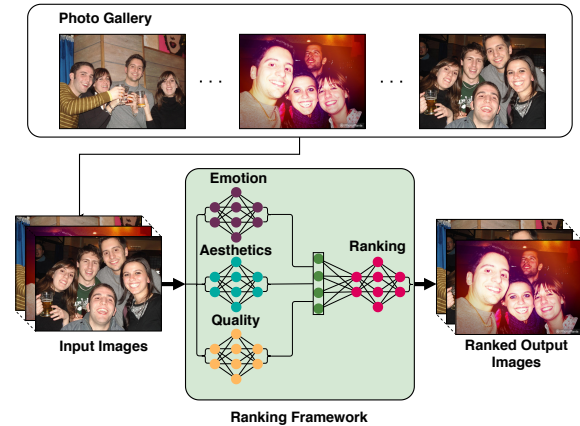 Photo Gallery
. . .
. . .
Emotion
Aesthetics
Ranking
Quality
Input Images
Ranked Output
Images
Ranking Framework